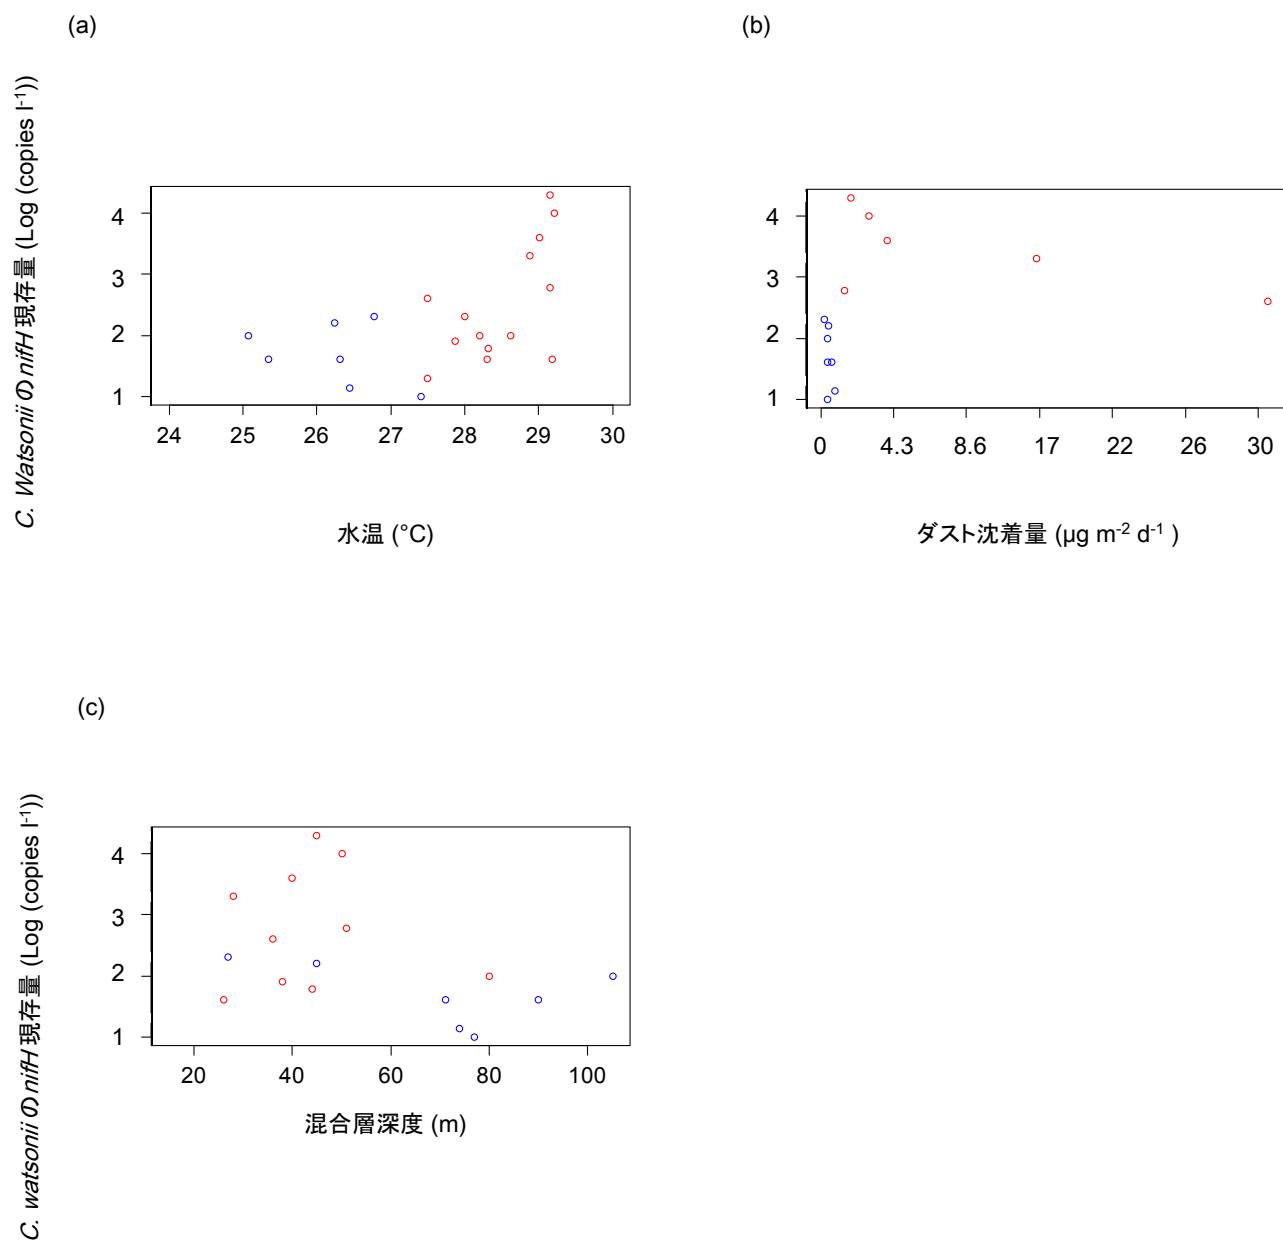 (a)
C. Watsonii の nifH 現存量 (Log (copies l-1))
4
3
2
1
24 25 26 27 28 29 30
水温 (°C)
(b)
4
3
2
1
0 4.3 8.6 17 22 26 30
ダスト沈着量 (µg m-2 d-1 )
(c)
C. watsonii の nifH 現存量 (Log (copies l-1))
4
3
2
1
20 40 60 80 100
混合層深度 (m)